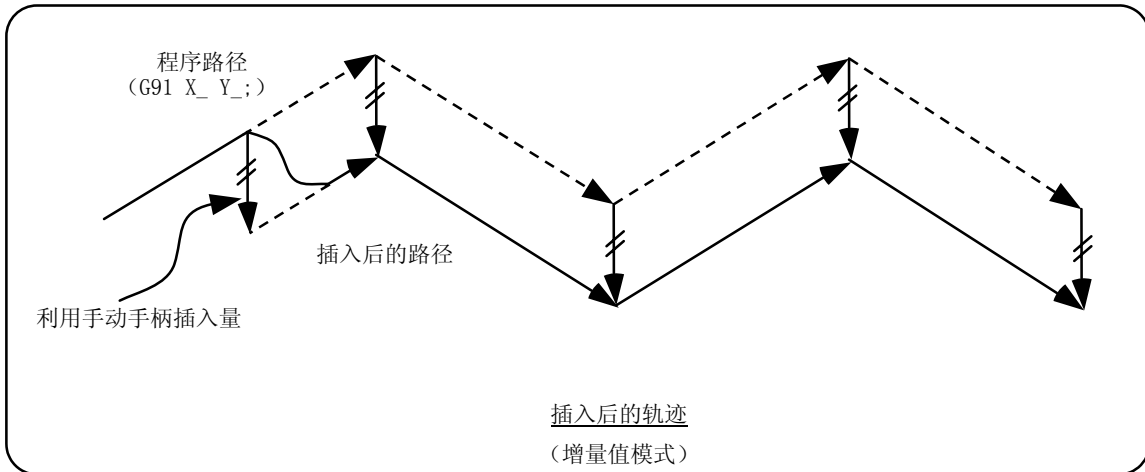 程序路径
（G91 X_ Y_;）
插入后的路径
利用手动手柄插入量
插入后的轨迹
（增量值模式）